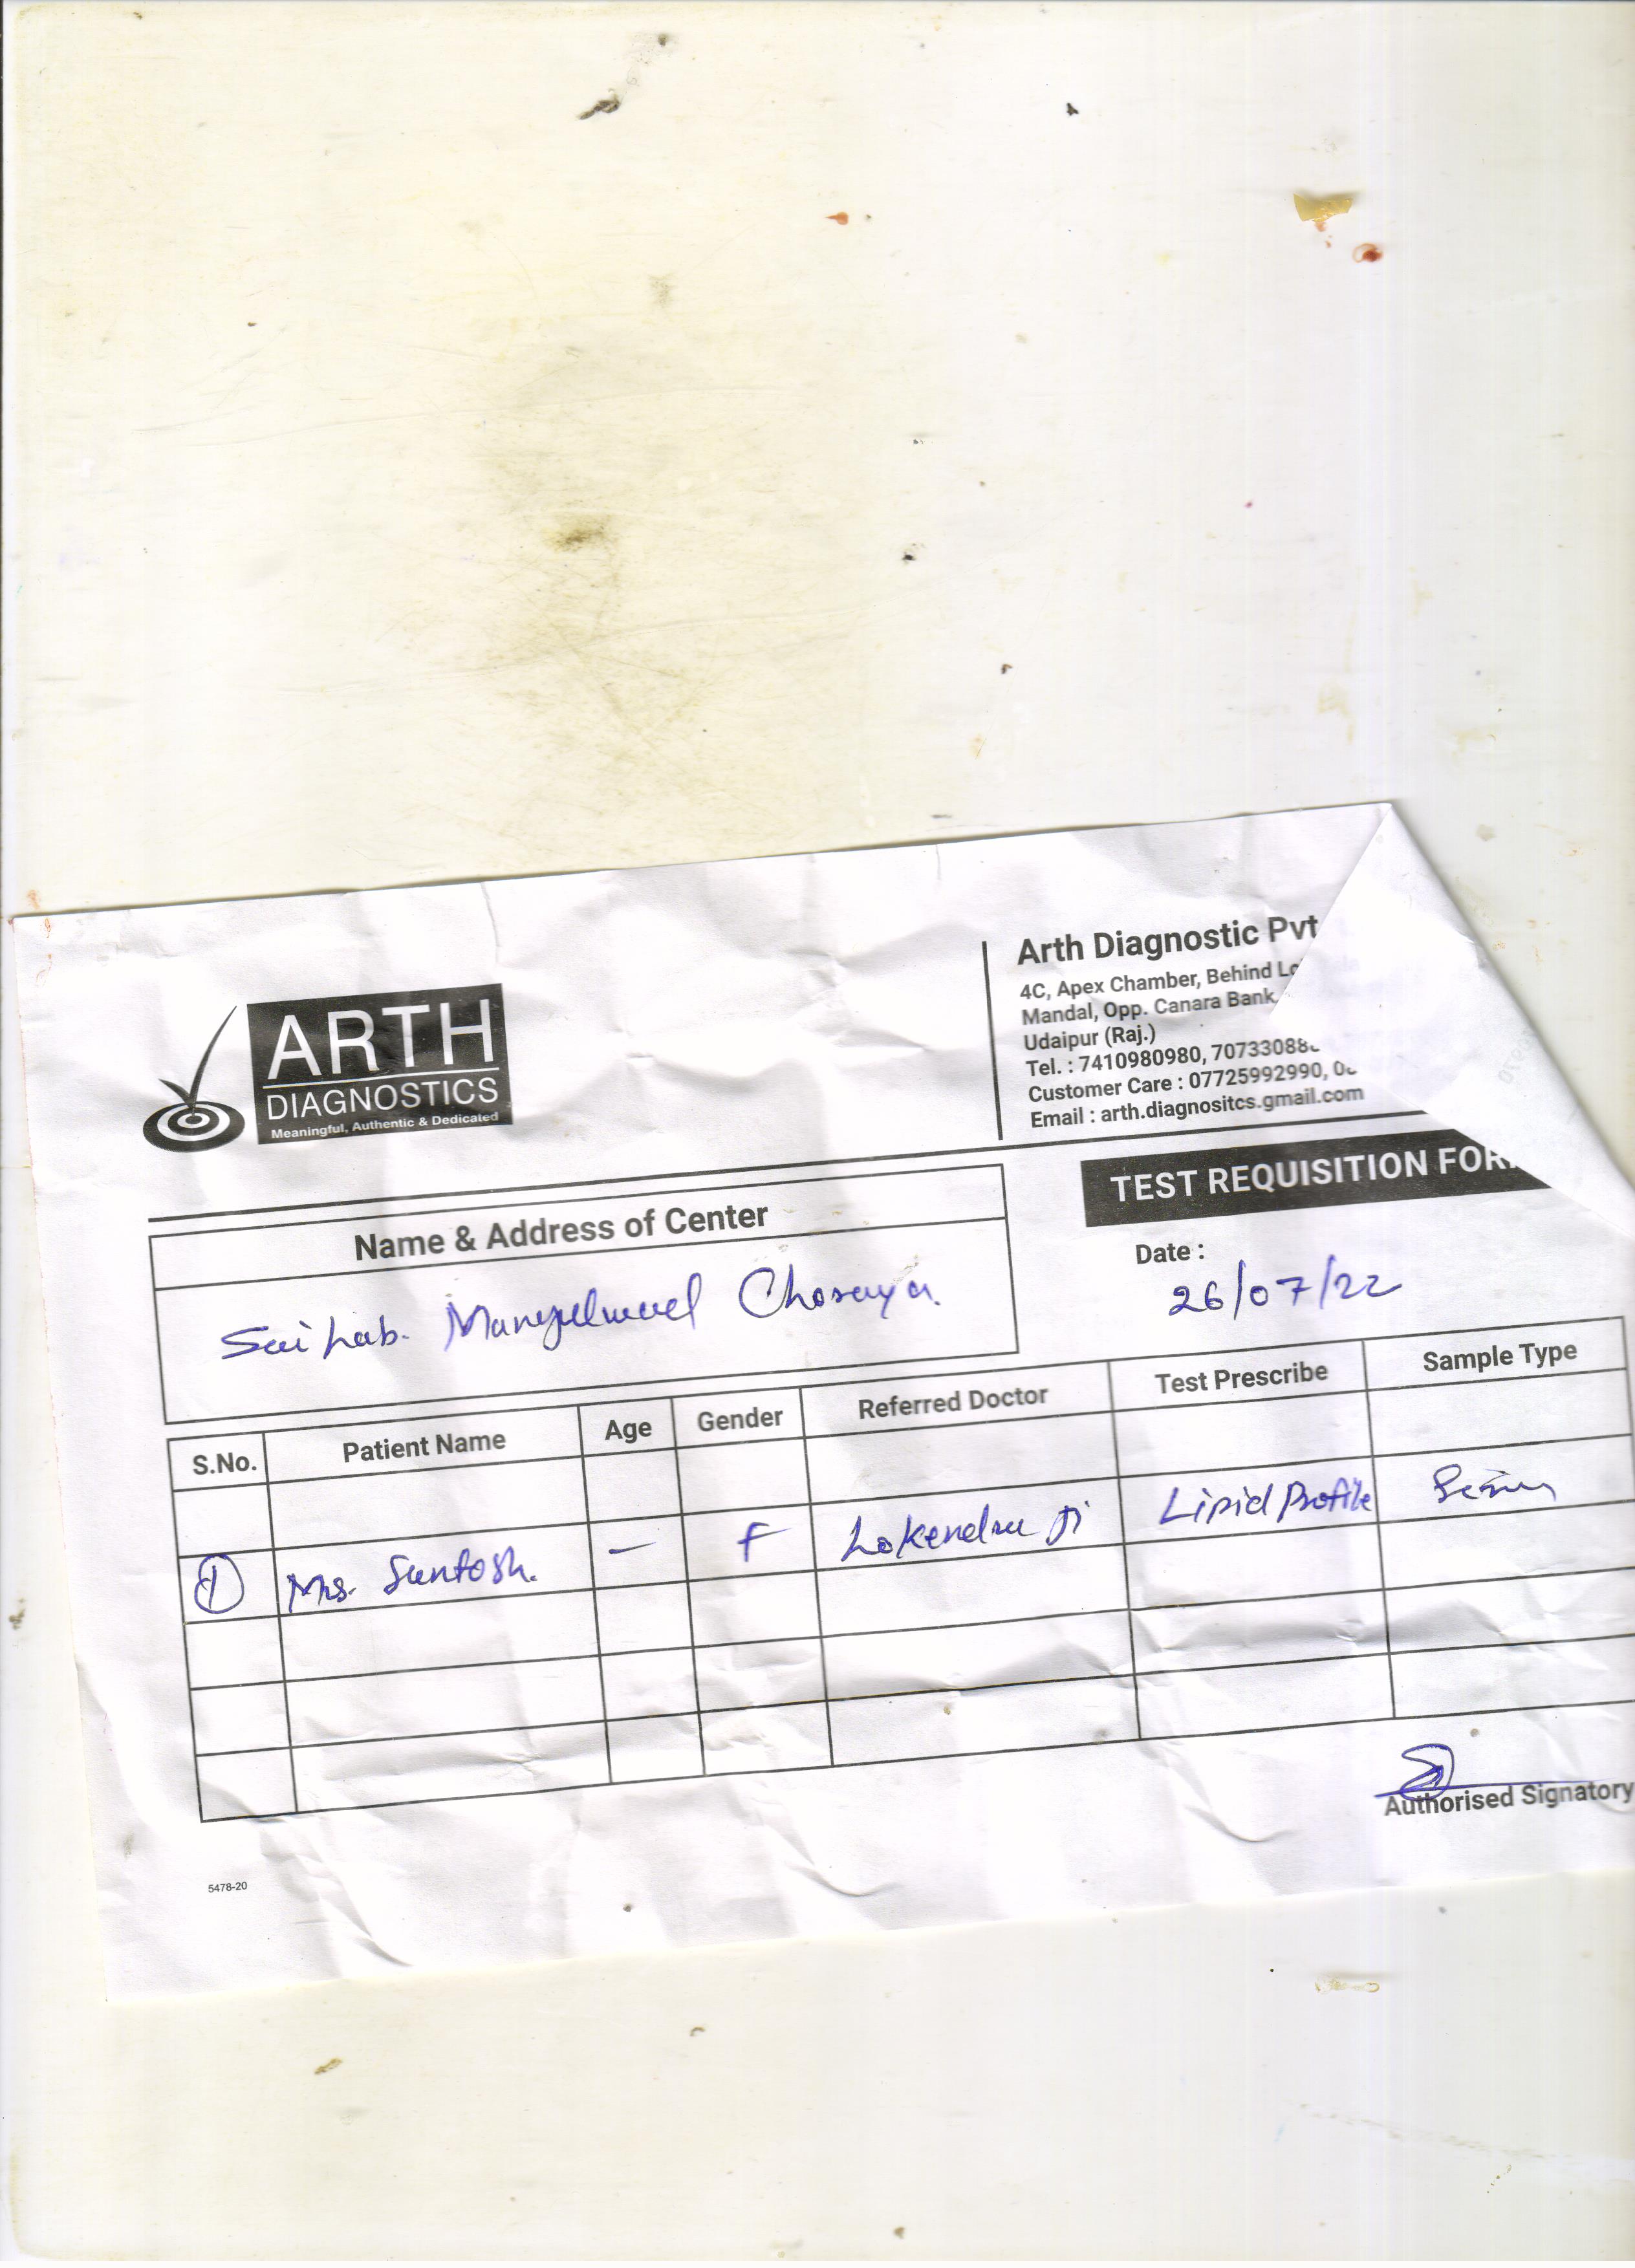 ARTH
DIAGNOSTICS
Meaningful, Authentic & Dedicated
Arth Diagnostic Pvt
4C, Apex Chamber, Behind
Mandal, Opp. Canara Bank,
Udaipur (Raj.)
Tel. : 7410980980, 70733088
Customer Care : 07725992990, 0
Email : arth.diagnositcs.gmail.com
TEST REQUISITION FOR
Name & Address of Center
Sai Lab.
Date :
26/07/22
S.No. Patient Name Age Gender Referred Doctor Test Prescribe Sample Type
1 Mrs. Santosh. — F Lokendra Ji Lipid Profile
Authorised Signatory
5478-20